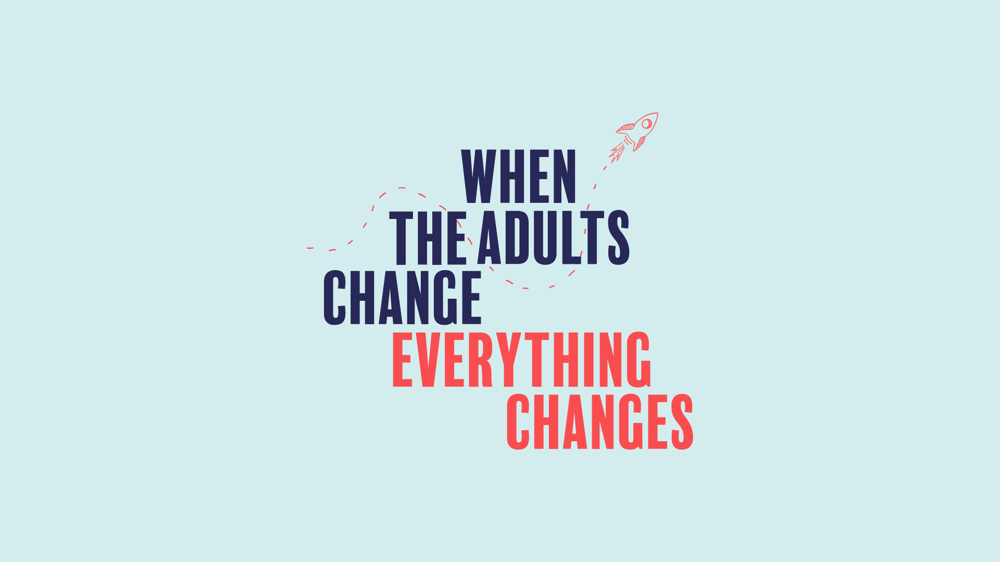 WHEN
THE ADULTS
CHANGE
EVERYTHING
CHANGES